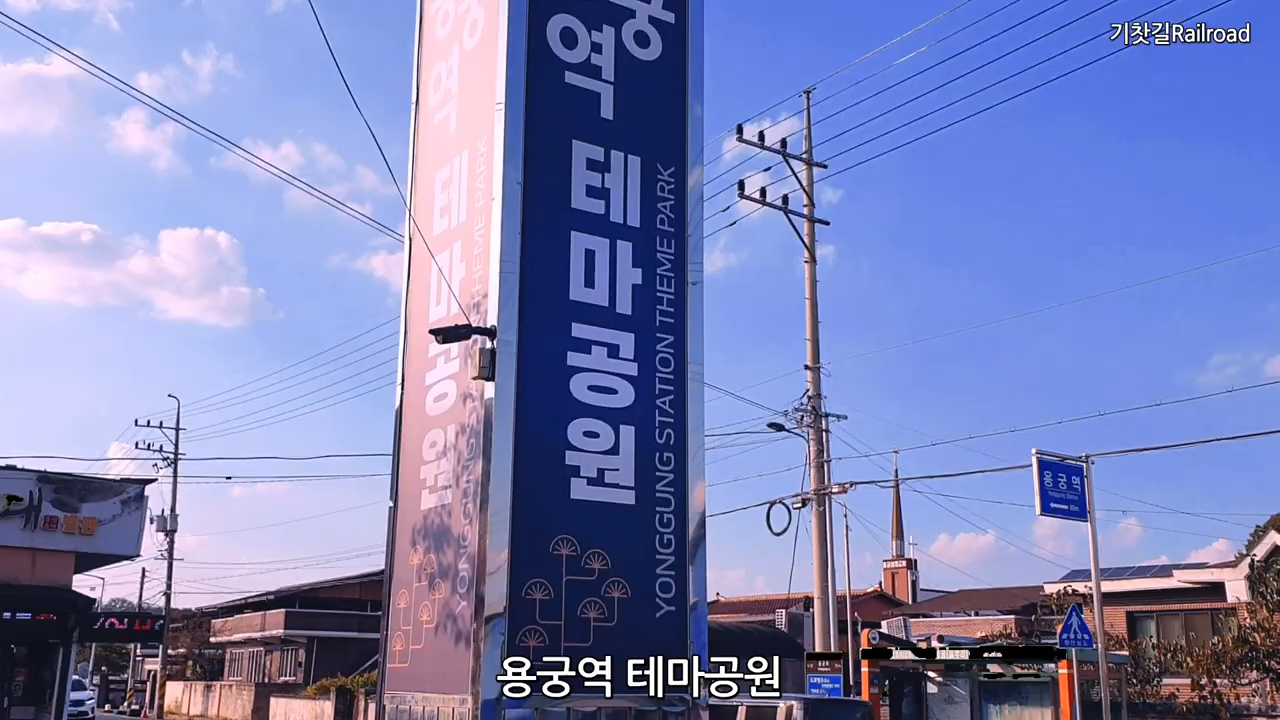 기찻길Railroad
궁역 테마공원
YONGGUNG STATION THEME PARK
역 테마공원
YONGGUNG STATION THEME PARK
용궁역
Yonggung Station
용궁역 테마공원